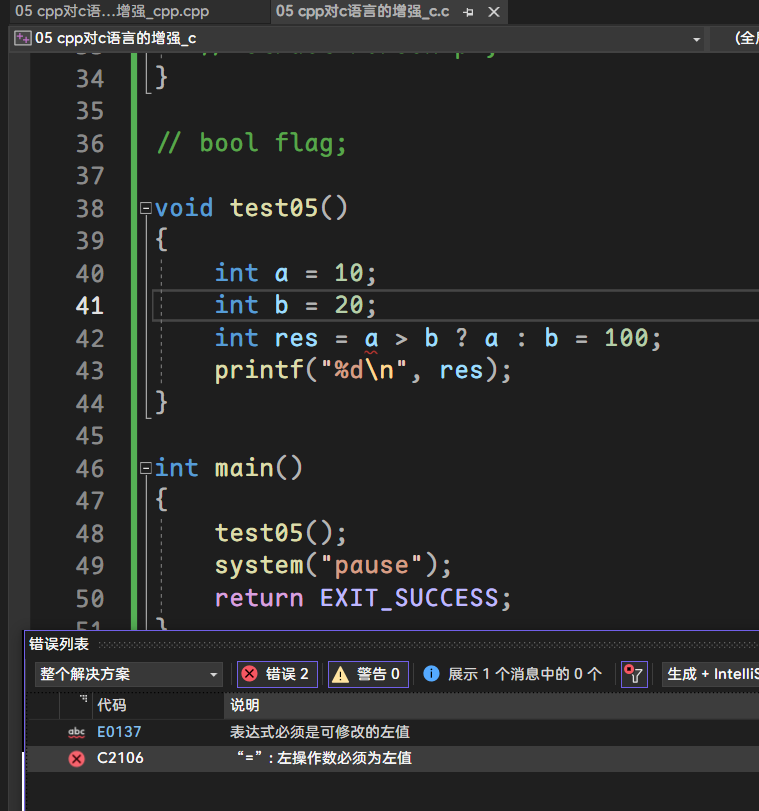 05 cpp对c语...增强_cpp.cpp
05 cpp对c语言的增强_c.c
05 cpp对c语言的增强_c
(全局
34 }
35
36 // bool flag;
37
38 void test05()
39 {
40 int a = 10;
41 int b = 20;
42 int res = a > b ? a : b = 100;
43 printf("%d\n", res);
44 }
45
46 int main()
47 {
48 test05();
49 system("pause");
50 return EXIT_SUCCESS;
51 }
错误列表
整个解决方案 错误 2 警告 0 展示 1 个消息中的 0 个 生成 + IntelliS
代码 说明
abc E0137 表达式必须是可修改的左值
C2106 “=”: 左操作数必须为左值